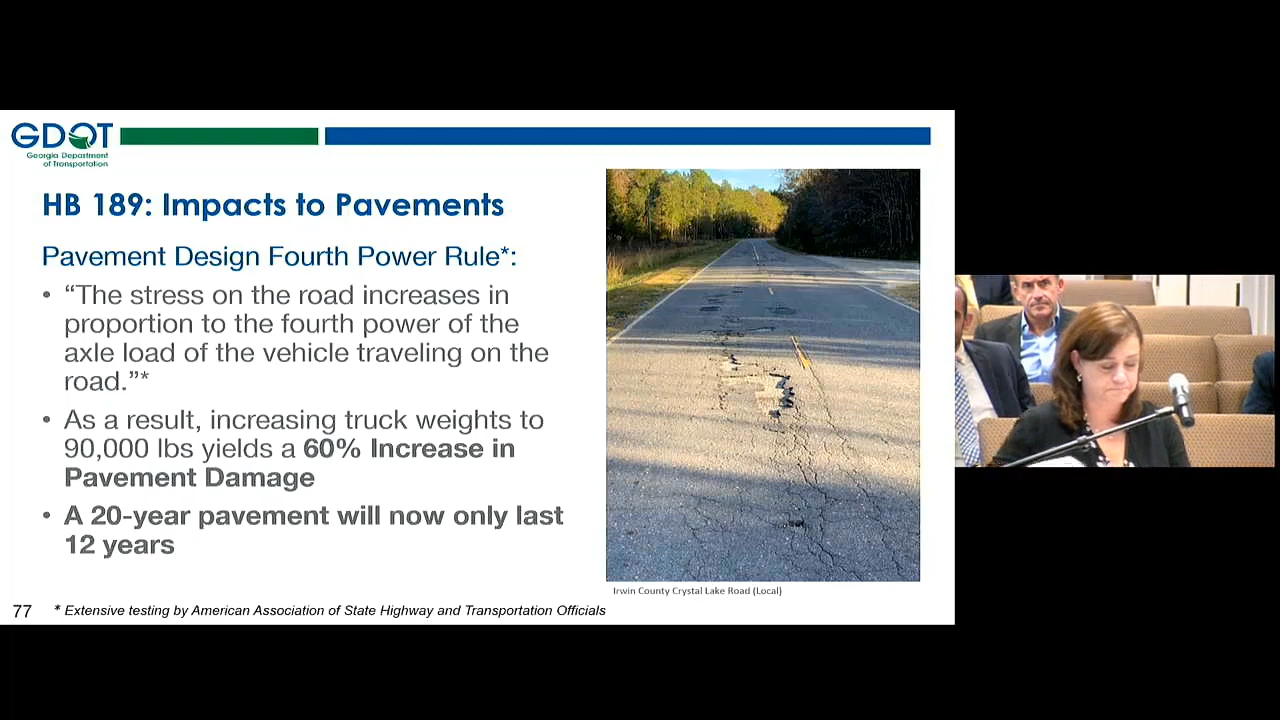 GDOT
Georgia Department
of Transportation
HB 189: Impacts to Pavements
Pavement Design Fourth Power Rule*:
• “The stress on the road increases in
proportion to the fourth power of the
axle load of the vehicle traveling on the
road.”*
• As a result, increasing truck weights to
90,000 lbs yields a 60% Increase in
Pavement Damage
• A 20-year pavement will now only last
12 years
Irwin County Crystal Lake Road (Local)
77
* Extensive testing by American Association of State Highway and Transportation Officials